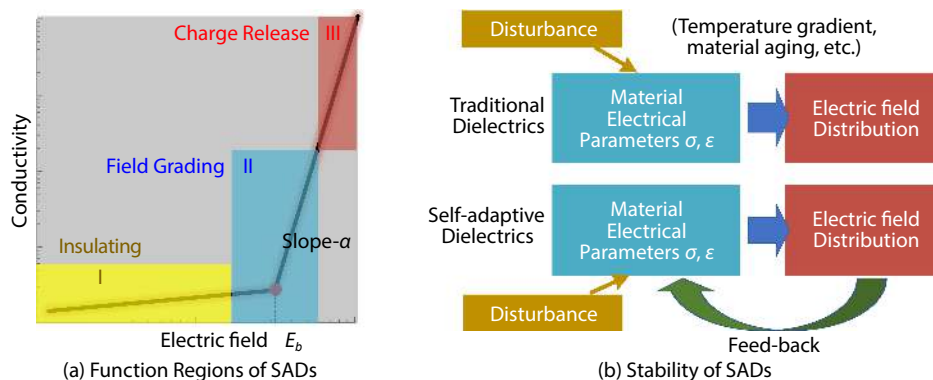 Charge Release
III
Field Grading
II
Conductivity
Insulating
I
Slope-α
Electric field
E_b
(a) Function Regions of SADs
Disturbance
(Temperature gradient,
material aging, etc.)
Traditional
Dielectrics
Material
Electrical
Parameters σ, ε
Electric field
Distribution
Self-adaptive
Dielectrics
Material
Electrical
Parameters σ, ε
Electric field
Distribution
Disturbance
Feed-back
(b) Stability of SADs